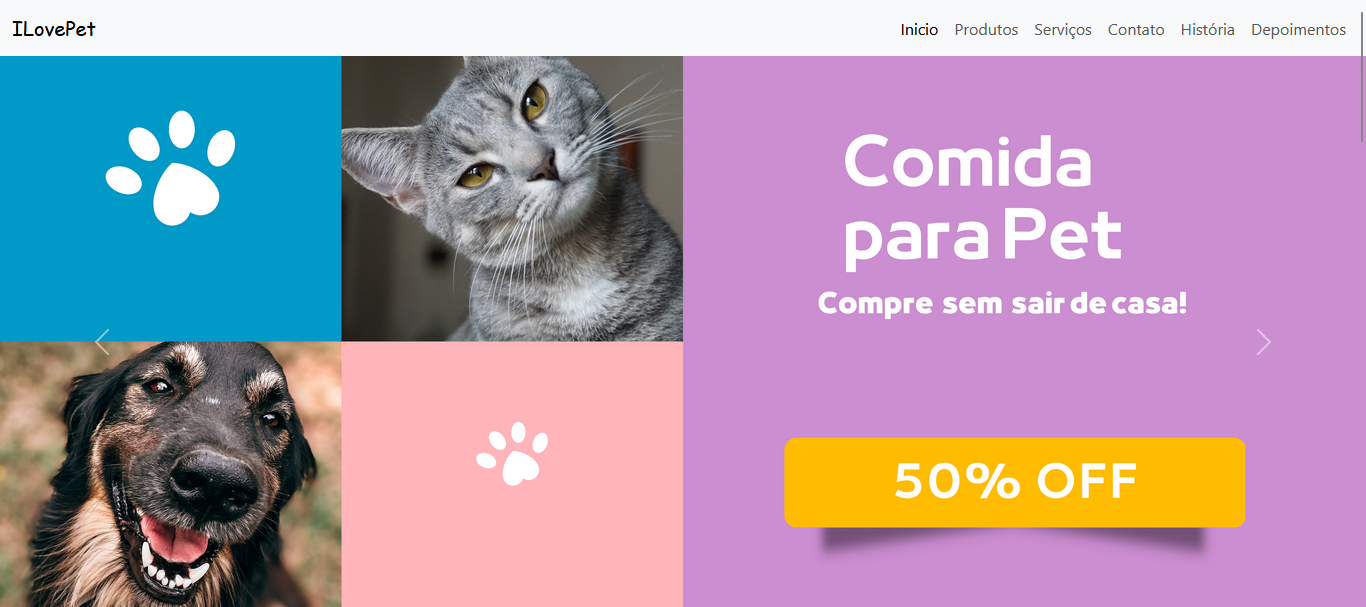 ILovePet
Inicio Produtos Serviços Contato História Depoimentos
Comida
para Pet
Compre sem sair de casa!
50% OFF